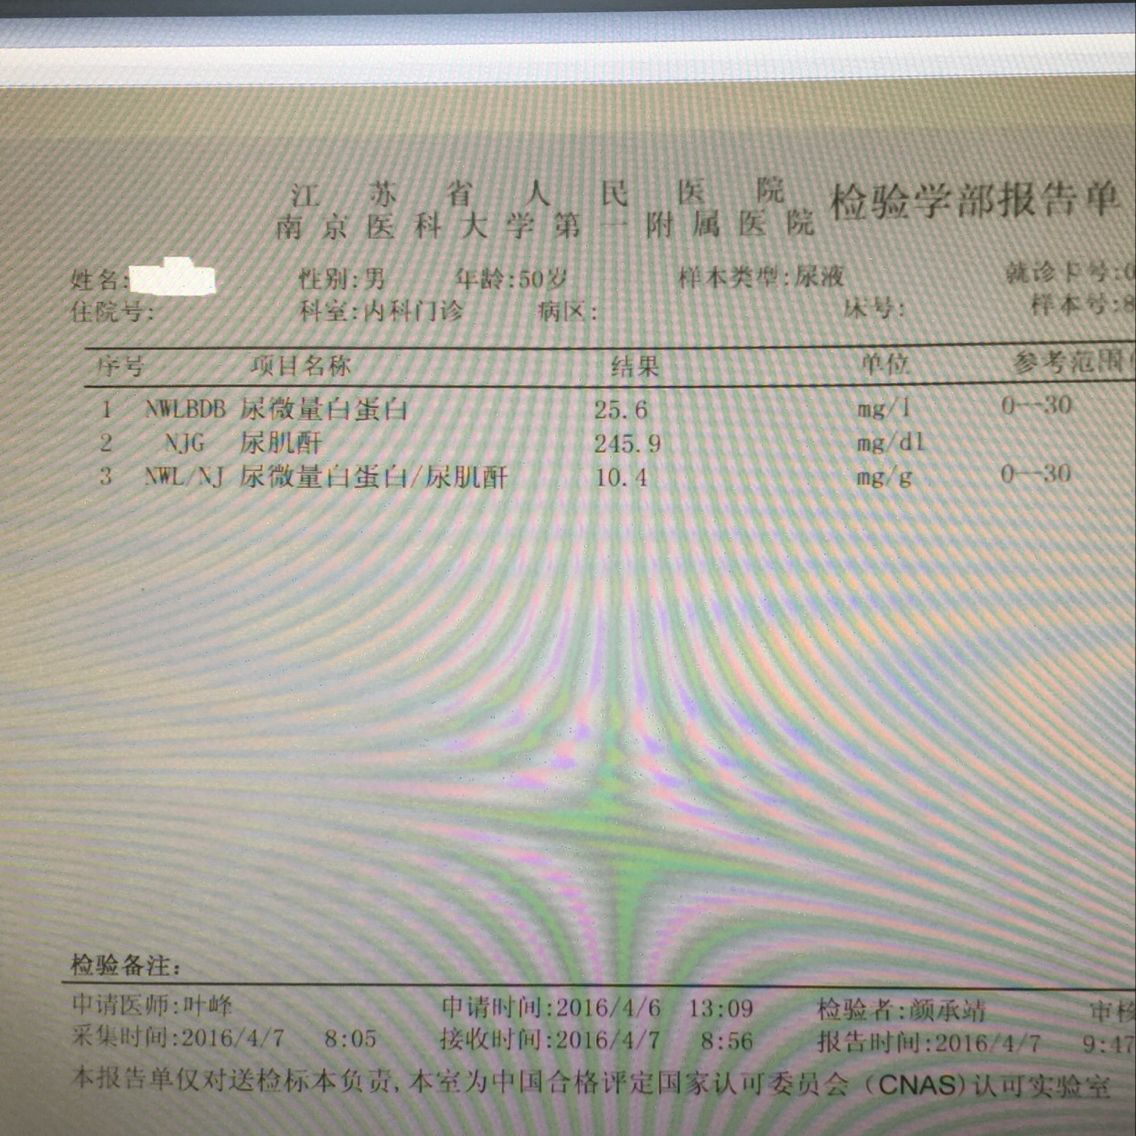 江苏省人民医院
南京医科大学第一附属医院 检验学部报告单
姓名: 性别:男 年龄:50岁 样本类型:尿液 就诊卡号:0
住院号: 科室:内科门诊 病区: 床号: 样本号:8
序号 项目名称 结果 单位 参考范围
1 NWLBDB 尿微量白蛋白 25.6 mg/l 0--30
2 NJG 尿肌酐 245.9 mg/dl
3 NWL/NJ 尿微量白蛋白/尿肌酐 10.4 mg/g 0--30
检验备注:
申请医师:叶峰 申请时间:2016/4/6 13:09 检验者:颜承靖 审核
采集时间:2016/4/7 8:05 接收时间:2016/4/7 8:56 报告时间:2016/4/7 9:47
本报告单仅对送检标本负责,本室为中国合格评定国家认可委员会(CNAS)认可实验室